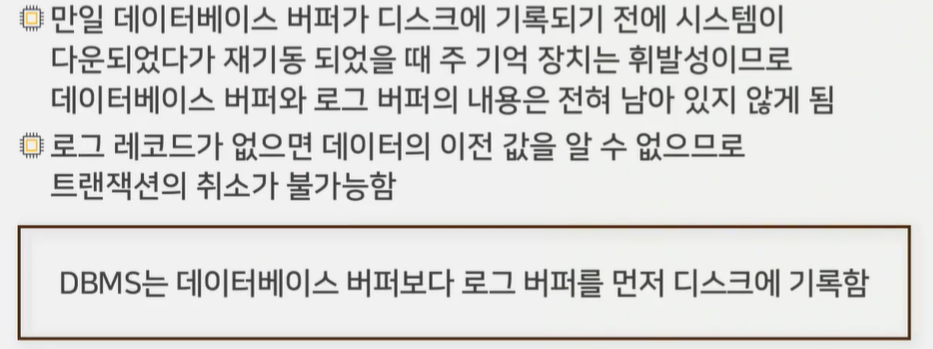 만일 데이터베이스 버퍼가 디스크에 기록되기 전에 시스템이
다운되었다가 재기동 되었을 때 주 기억 장치는 휘발성이므로
데이터베이스 버퍼와 로그 버퍼의 내용은 전혀 남아 있지 않게 됨
로그 레코드가 없으면 데이터의 이전 값을 알 수 없으므로
트랜잭션의 취소가 불가능함
DBMS는 데이터베이스 버퍼보다 로그 버퍼를 먼저 디스크에 기록함